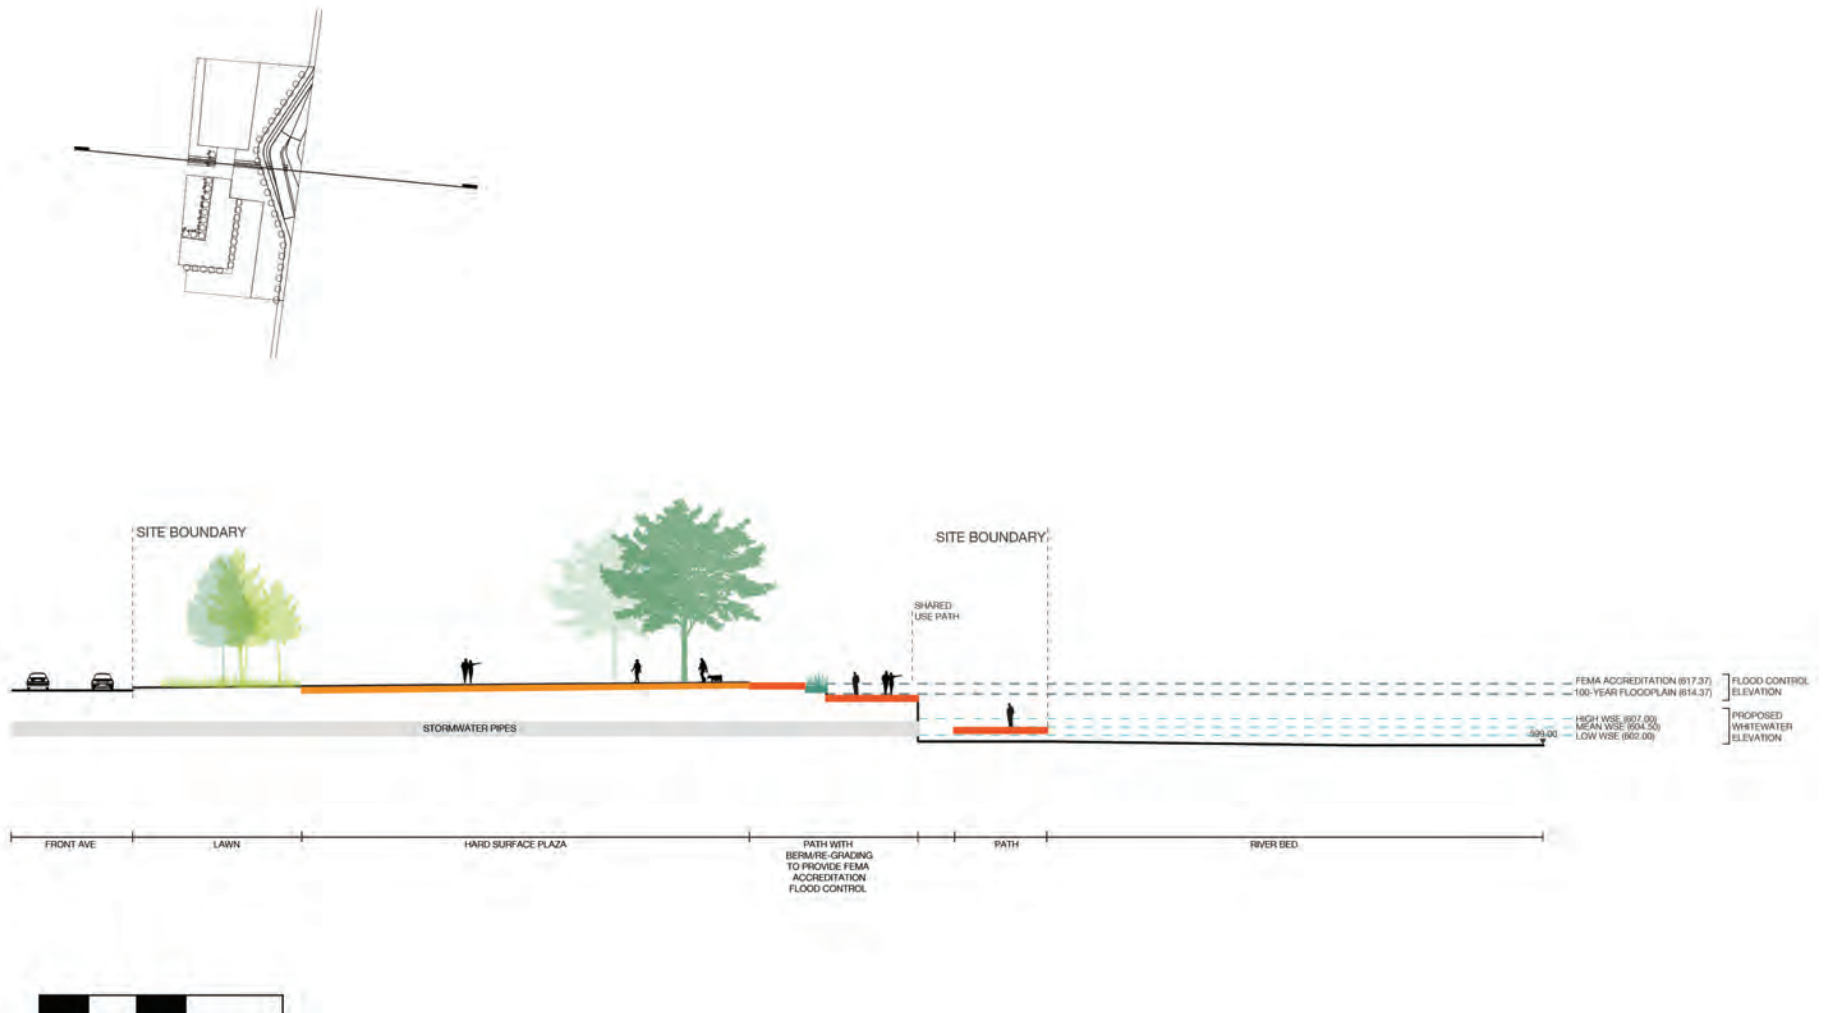 SITE BOUNDARY
SITE BOUNDARY
SHARED
USE PATH
FEMA ACCREDITATION (617.37)
100-YEAR FLOODPLAIN (614.37)
FLOOD CONTROL
ELEVATION
HIGH WSE (607.00)
MEAN WSE (604.50)
LOW WSE (602.00)
PROPOSED
WHITEWATER
ELEVATION
599.00
STORMWATER PIPES
FRONT AVE
LAWN
HARD SURFACE PLAZA
PATH WITH
BERM/RE-GRADING
TO PROVIDE FEMA
ACCREDITATION
FLOOD CONTROL
PATH
RIVER BED